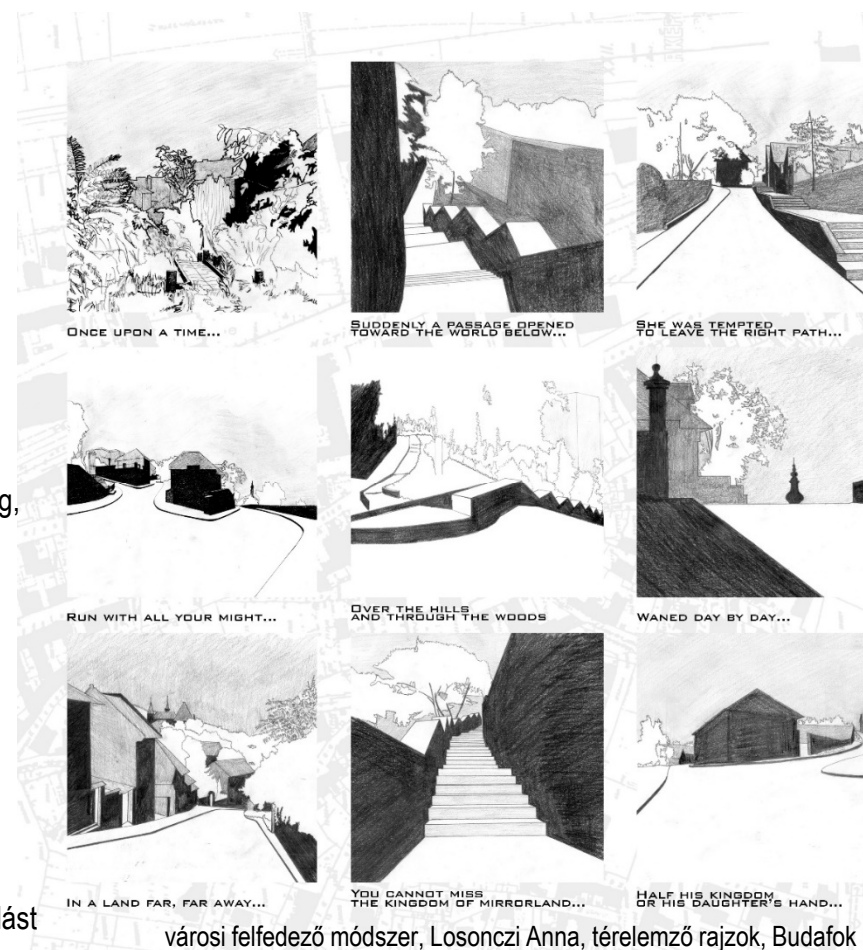 ONCE UPON A TIME...
SUDDENLY A PASSAGE OPENED
TOWARD THE WORLD BELOW...
SHE WAS TEMPTED
TO LEAVE THE RIGHT PATH...
g,
RUN WITH ALL YOUR MIGHT...
OVER THE HILLS
AND THROUGH THE WOODS
WANED DAY BY DAY...
IN A LAND FAR, FAR AWAY...
YOU CANNOT MISS
THE KINGDOM OF MIRRORLAND...
HALF HIS KINGDOM
OR HIS DAUGHTER'S HAND...
lást
városi felfedező módszer, Losonczi Anna, térelemző rajzok, Budafok